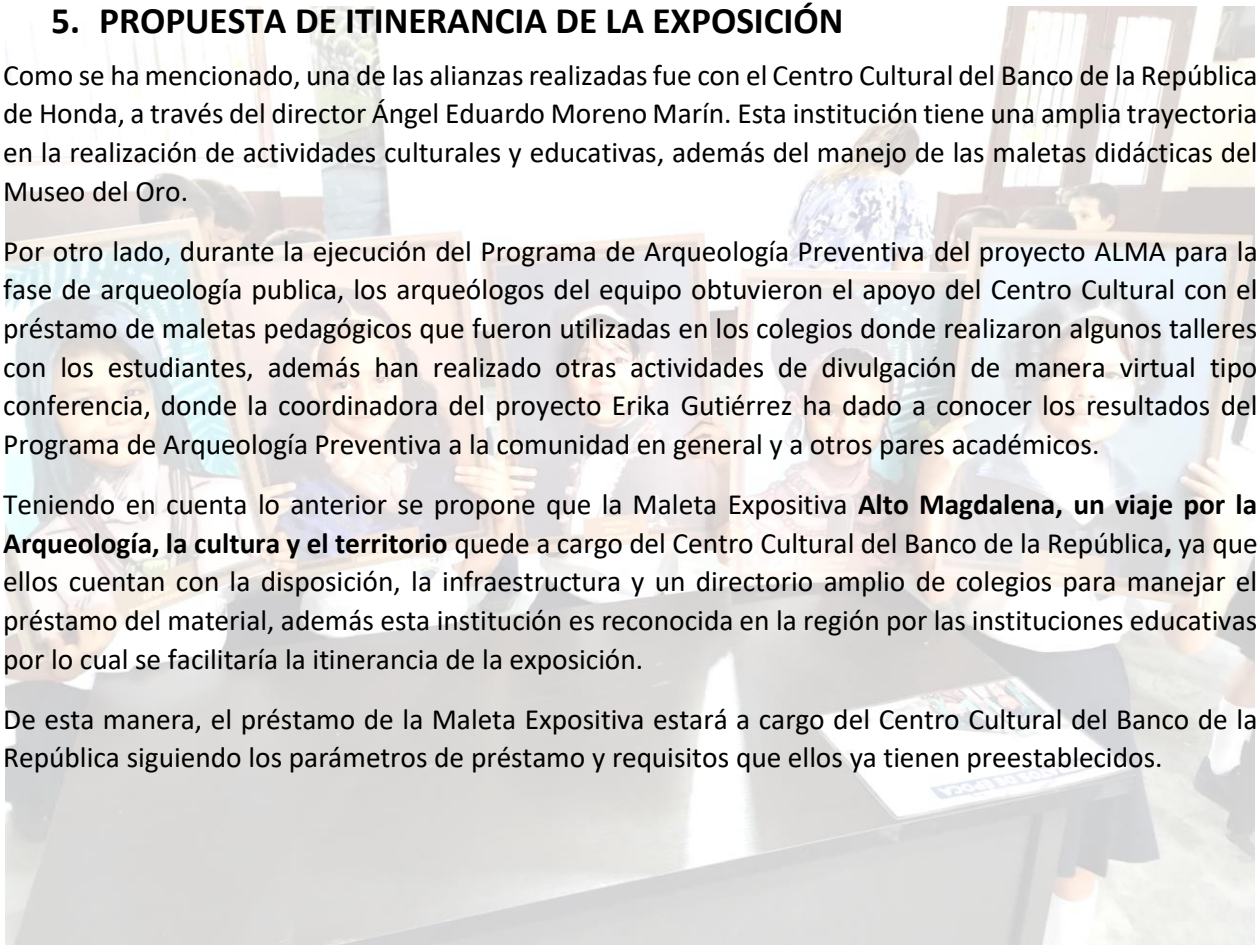 5. PROPUESTA DE ITINERANCIA DE LA EXPOSICIÓN
Como se ha mencionado, una de las alianzas realizadas fue con el Centro Cultural del Banco de la República
de Honda, a través del director Ángel Eduardo Moreno Marín. Esta institución tiene una amplia trayectoria
en la realización de actividades culturales y educativas, además del manejo de las maletas didácticas del
Museo del Oro.
Por otro lado, durante la ejecución del Programa de Arqueología Preventiva del proyecto ALMA para la
fase de arqueología publica, los arqueólogos del equipo obtuvieron el apoyo del Centro Cultural con el
préstamo de maletas pedagógicos que fueron utilizadas en los colegios donde realizaron algunos talleres
con los estudiantes, además han realizado otras actividades de divulgación de manera virtual tipo
conferencia, donde la coordinadora del proyecto Erika Gutiérrez ha dado a conocer los resultados del
Programa de Arqueología Preventiva a la comunidad en general y a otros pares académicos.
Teniendo en cuenta lo anterior se propone que la Maleta Expositiva Alto Magdalena, un viaje por la
Arqueología, la cultura y el territorio quede a cargo del Centro Cultural del Banco de la República, ya que
ellos cuentan con la disposición, la infraestructura y un directorio amplio de colegios para manejar el
préstamo del material, además esta institución es reconocida en la región por las instituciones educativas
por lo cual se facilitaría la itinerancia de la exposición.
De esta manera, el préstamo de la Maleta Expositiva estará a cargo del Centro Cultural del Banco de la
República siguiendo los parámetros de préstamo y requisitos que ellos ya tienen preestablecidos.